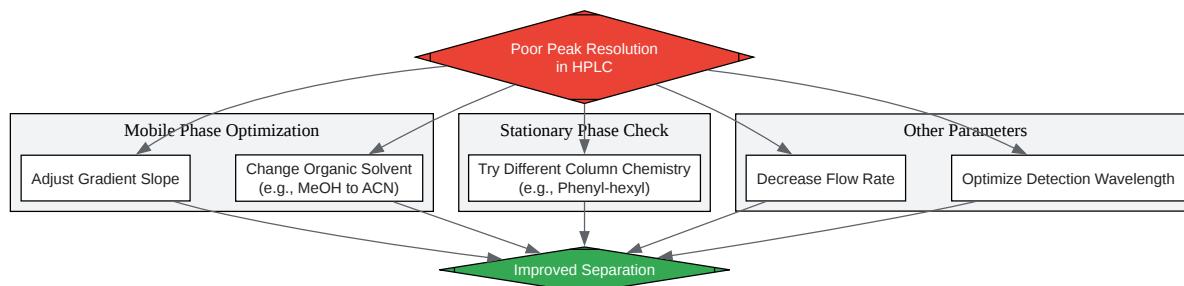 Poor Peak Resolution
in HPLC
Mobile Phase Optimization
Stationary Phase Check
Other Parameters
Adjust Gradient Slope
Change Organic Solvent
(e.g., MeOH to ACN)
Try Different Column Chemistry
(e.g., Phenyl-hexyl)
Decrease Flow Rate
Optimize Detection Wavelength
Improved Separation